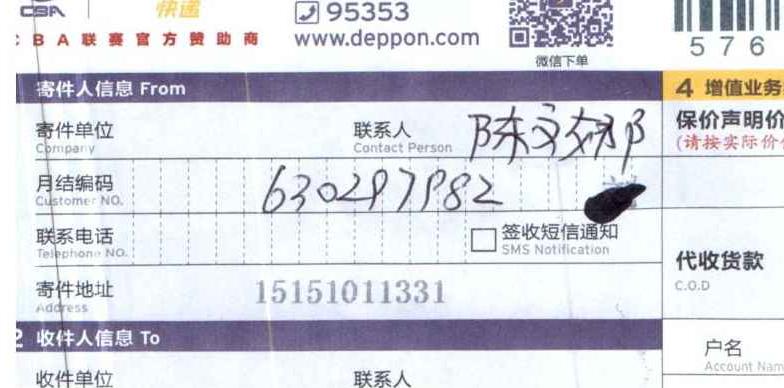 CBA 快递 95353
CBA联赛官方赞助商 www.deppon.com 576
微信下单
寄件人信息 From 4 增值业务
寄件单位 联系人 陈 保价声明价
Company Contact Person (请按实际价
月结编码 630297982
Customer NO.
联系电话 签收短信通知
Telephone NO. SMS Notification
代收货款
寄件地址 15151011331 C.O.D
Address
2 收件人信息 To
户名
收件单位 联系人 Account Nam